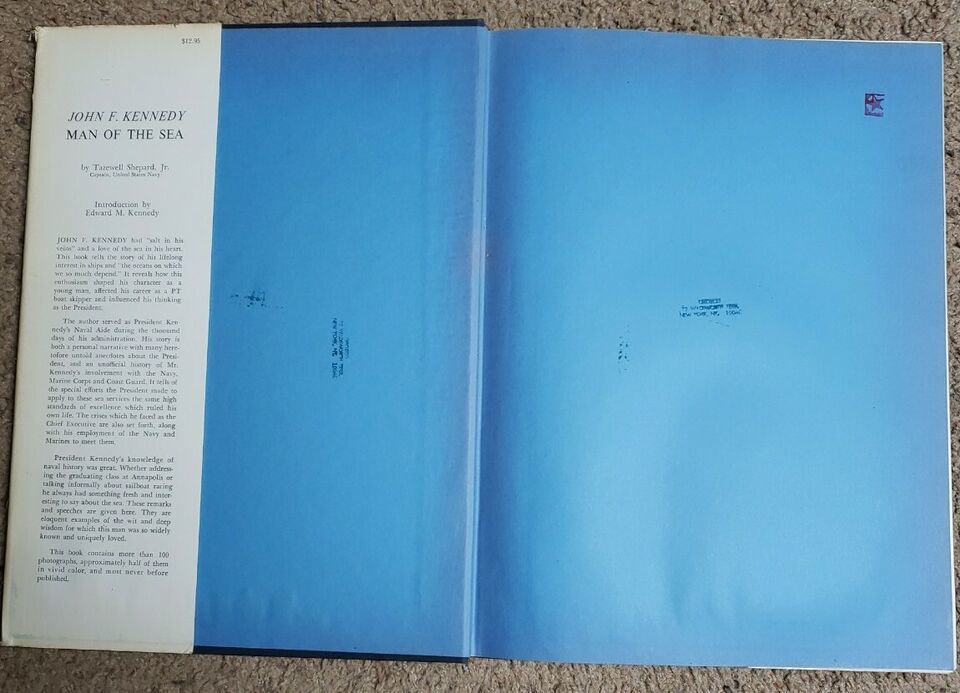 $12.95
JOHN F. KENNEDY
MAN OF THE SEA
by Tazewell Shepard, Jr.
Captain, United States Navy
Introduction by
Edward M. Kennedy
JOHN F. KENNEDY had "salt in his
veins" and a love of the sea in his heart.
This book tells the story of his lifelong
interest in ships and "the oceans on which
we so much depend." It reveals how this
enthusiasm shaped his character as a
young man, affected his career as a PT
boat skipper and influenced his thinking
as the President.
The author served as President Ken-
nedy's Naval Aide during the thousand
days of his administration. His story is
both a personal narrative with many here-
tofore untold anecdotes about the Presi-
dent, and an unofficial history of Mr.
Kennedy's involvement with the Navy,
Marine Corps and Coast Guard. It tells of
the special efforts the President made to
apply to these sea services the same high
standards of excellence which ruled his
own life. The crises which he faced as the
Chief Executive are also set forth, along
with his employment of the Navy and
Marines to meet them.
President Kennedy's knowledge of
naval history was great. Whether address-
ing the graduating class at Annapolis or
talking informally about sailboat racing
he always had something fresh and inter-
esting to say about the sea. These remarks
and speeches are given here. They are
eloquent examples of the wit and deep
wisdom for which this man was so widely
known and uniquely loved.
This book contains more than 100
photographs, approximately half of them
in vivid color, and most never before
published.
NEW YORK, NY.
NEW YORK, NY.